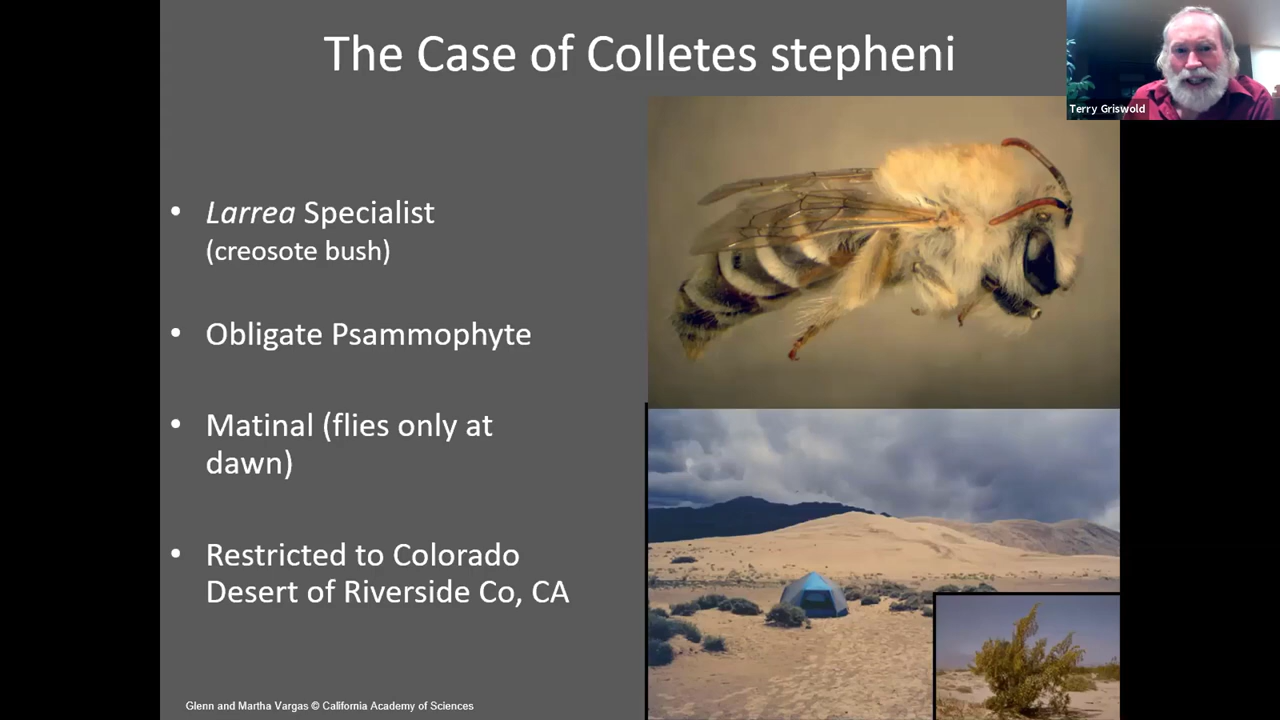 The Case of Colletes stepheni
Terry Griswold
• Larrea Specialist
(creosote bush)
• Obligate Psammophyte
• Matinal (flies only at
dawn)
• Restricted to Colorado
Desert of Riverside Co, CA
Glenn and Martha Vargas © California Academy of Sciences